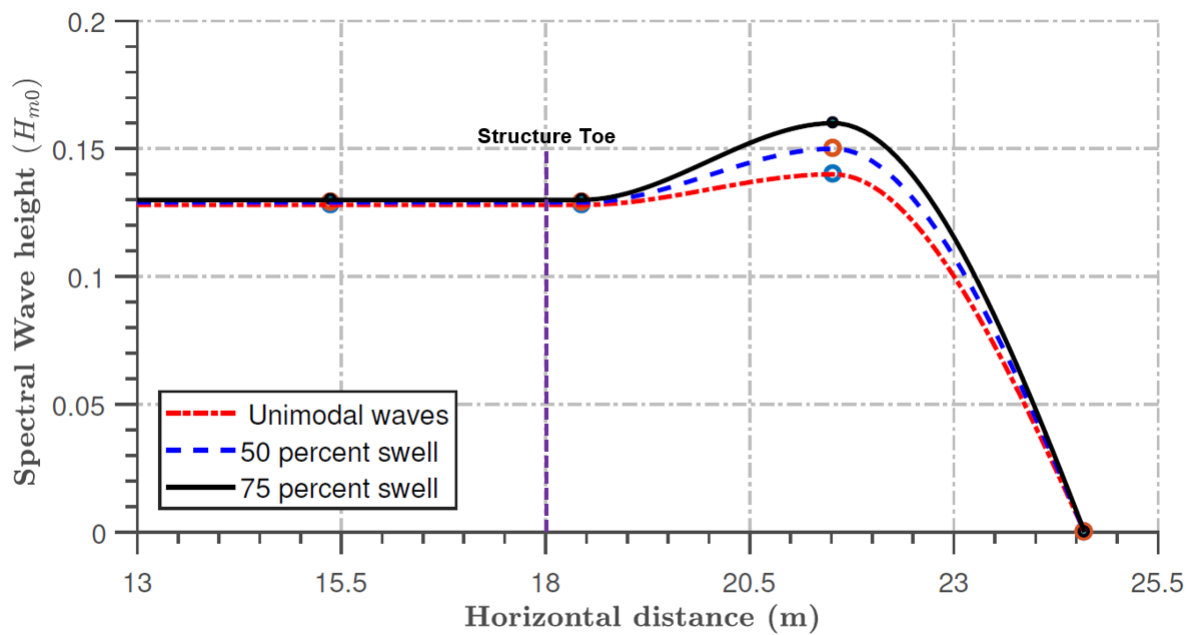 Spectral Wave height (H_{m0})
0.2
0.15
0.1
0.05
0
Structure Toe
Unimodal waves
50 percent swell
75 percent swell
13 15.5 18 20.5 23 25.5
Horizontal distance (m)